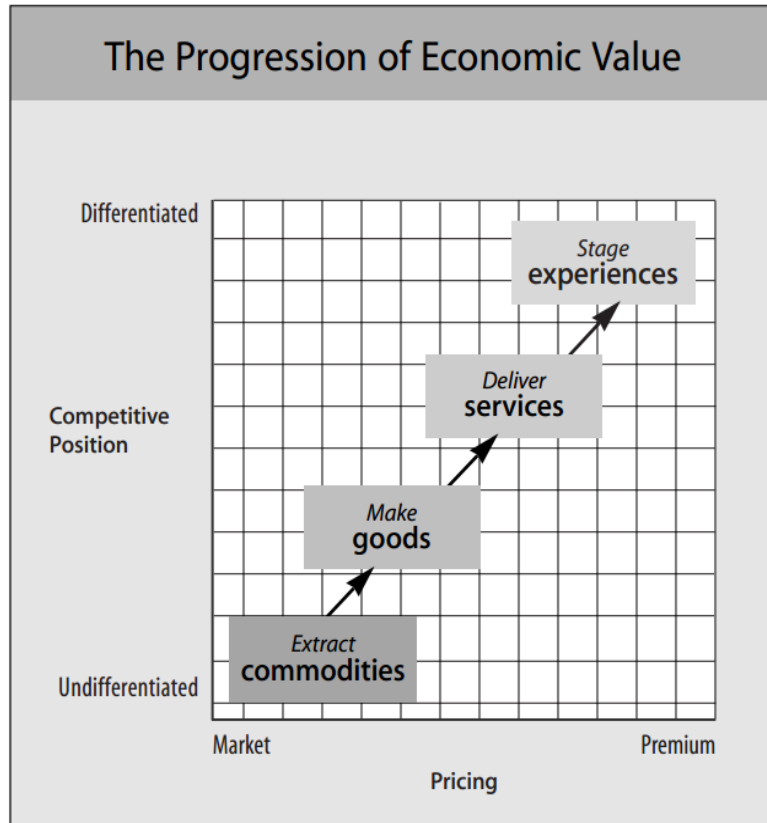 The Progression of Economic Value
Differentiated
Stage
experiences
Deliver
services
Competitive
Position
Make
goods
Extract
commodities
Undifferentiated
Market
Premium
Pricing